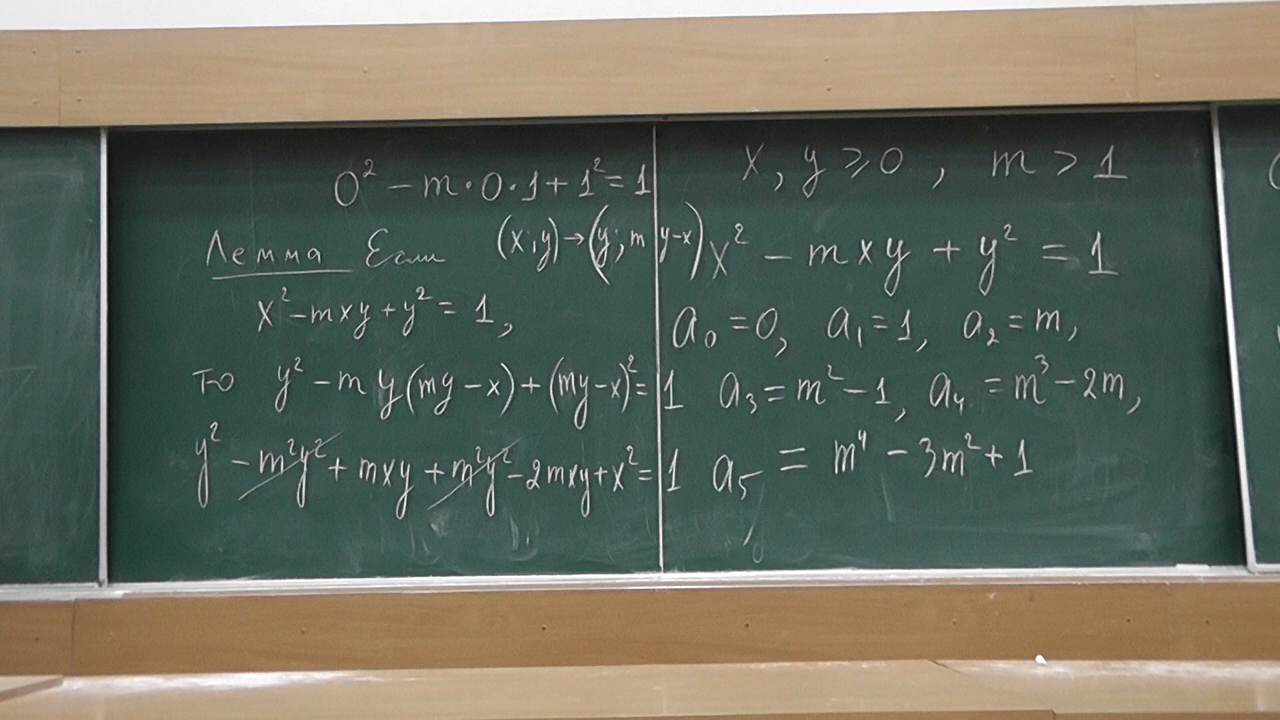 0² − m·0·1 + 1² = 1
Лемма Если (x, y) → (y, my−x)
x² − mxy + y² = 1,
то y² − my(my−x) + (my−x)² = 1
y² − m²y² + mxy + m²y² − 2mxy + x² = 1
x, y ⩾ 0, m > 1
x² − mxy + y² = 1
a₀ = 0, a₁ = 1, a₂ = m,
a₃ = m² − 1, a₄ = m³ − 2m,
a₅ = m⁴ − 3m² + 1